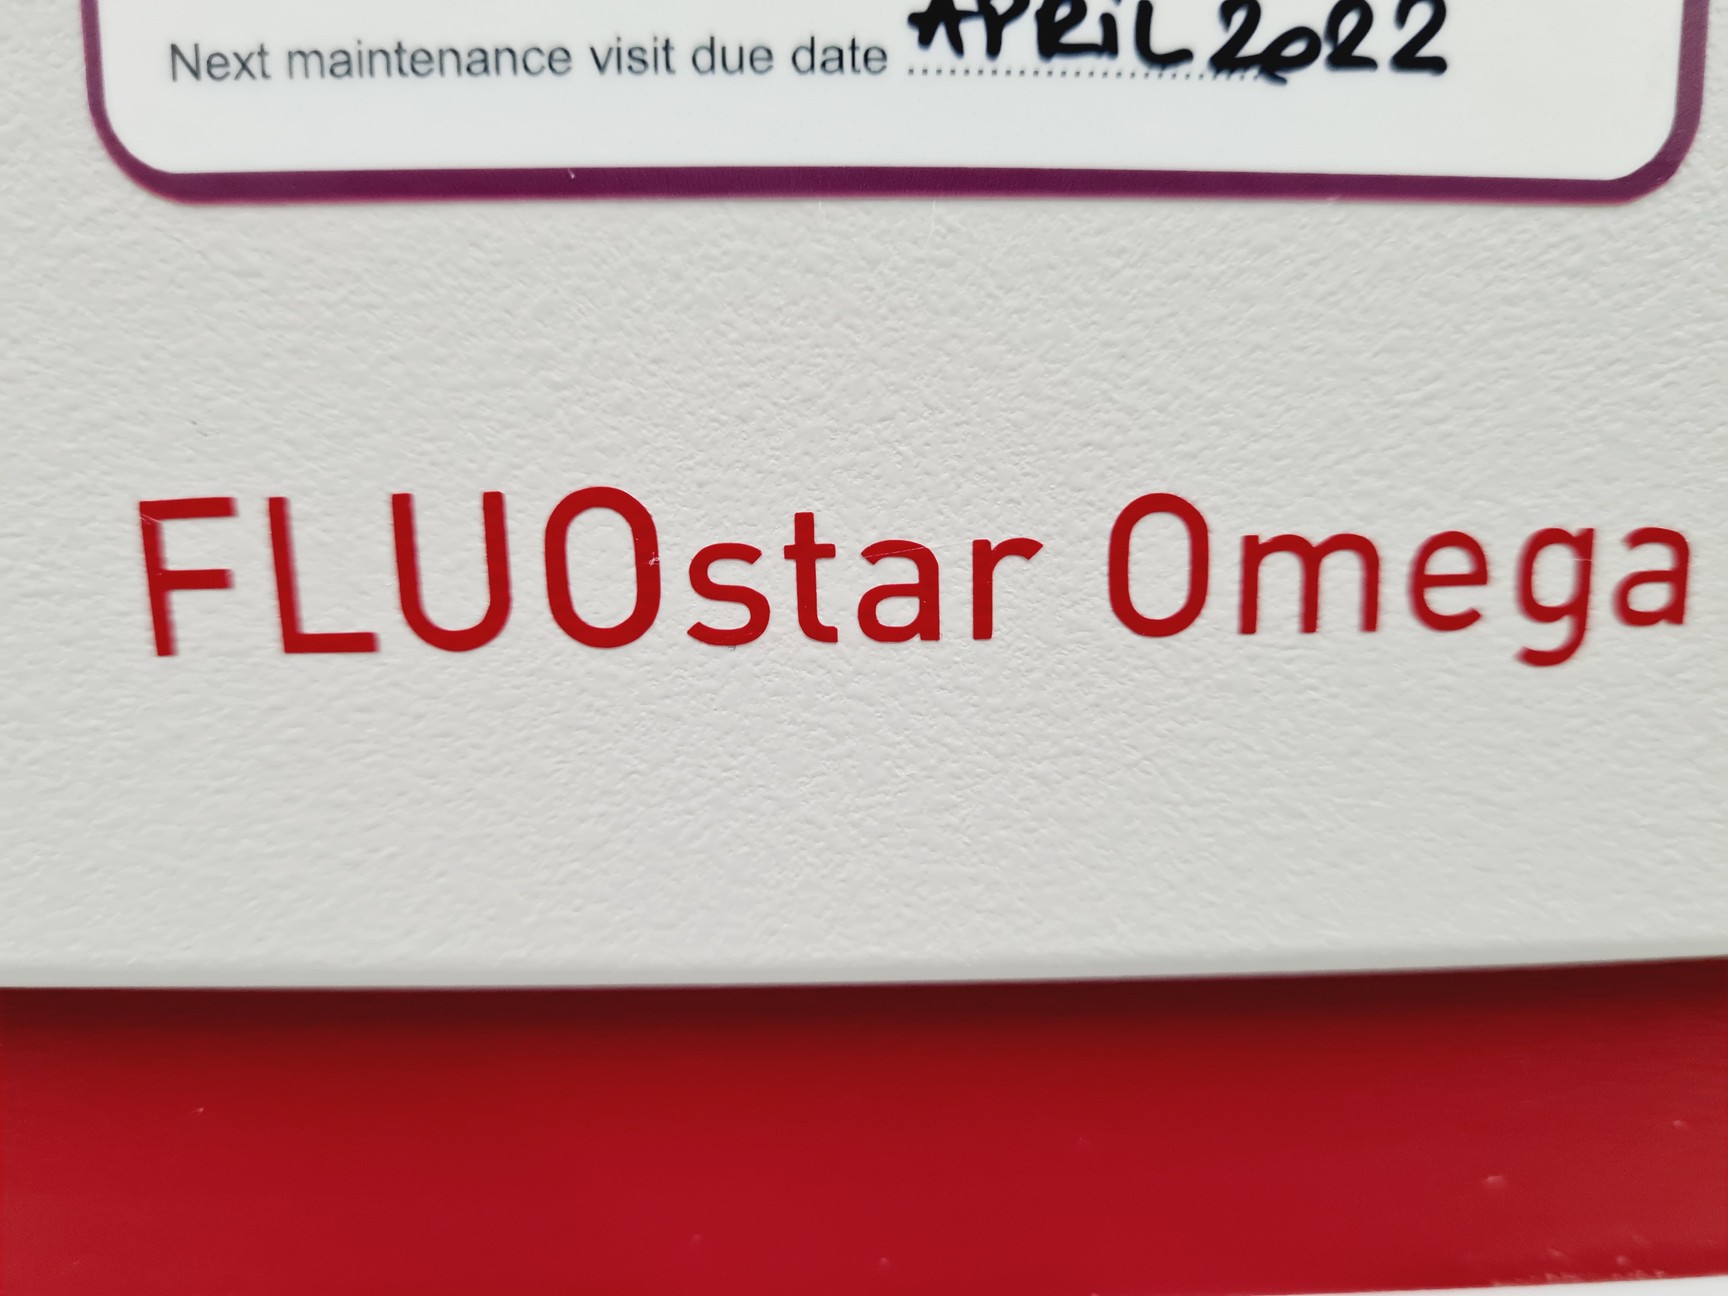 Next maintenance visit due date APRiL 2022
FLUOstar Omega